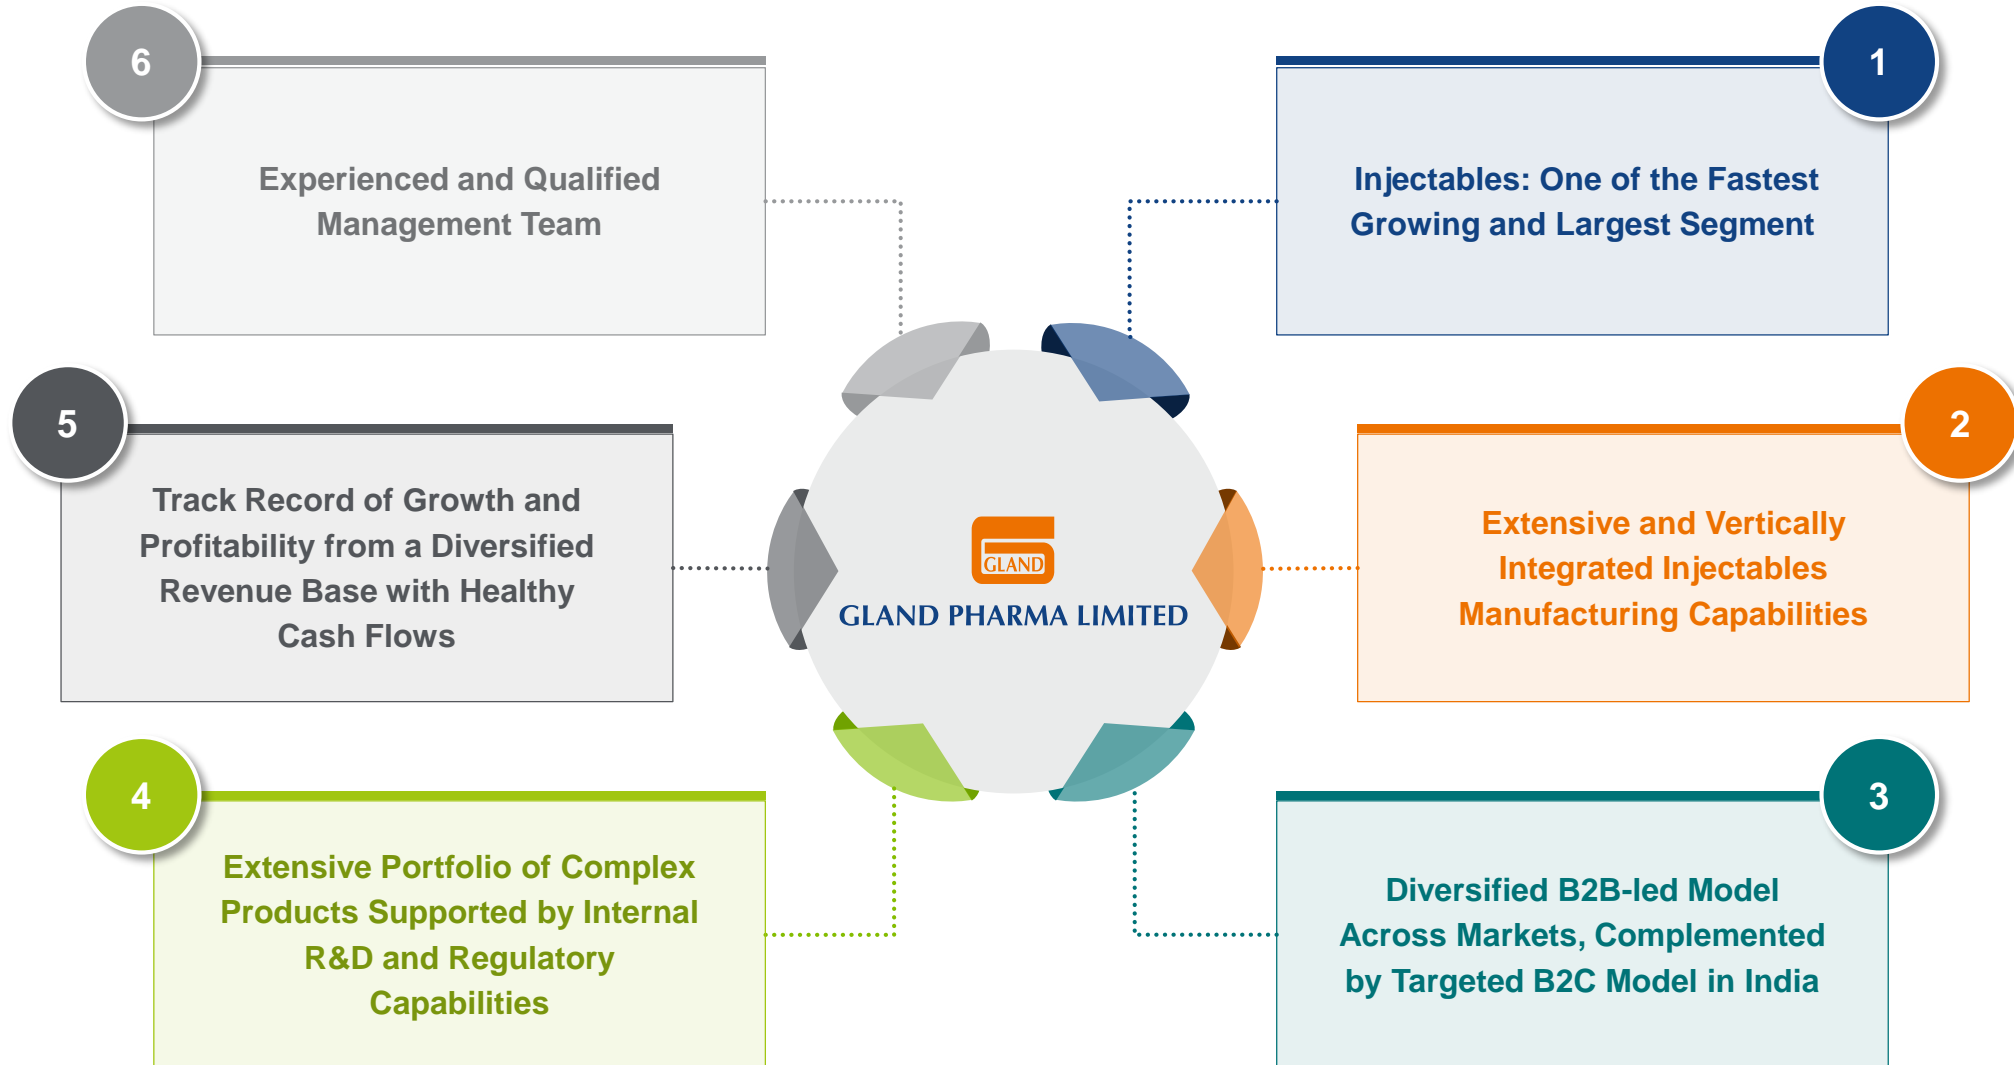 6
Experienced and Qualified
Management Team
1
Injectables: One of the Fastest
Growing and Largest Segment
5
Track Record of Growth and
Profitability from a Diversified
Revenue Base with Healthy
Cash Flows
GLAND
GLAND PHARMA LIMITED
2
Extensive and Vertically
Integrated Injectables
Manufacturing Capabilities
4
Extensive Portfolio of Complex
Products Supported by Internal
R&D and Regulatory
Capabilities
3
Diversified B2B-led Model
Across Markets, Complemented
by Targeted B2C Model in India